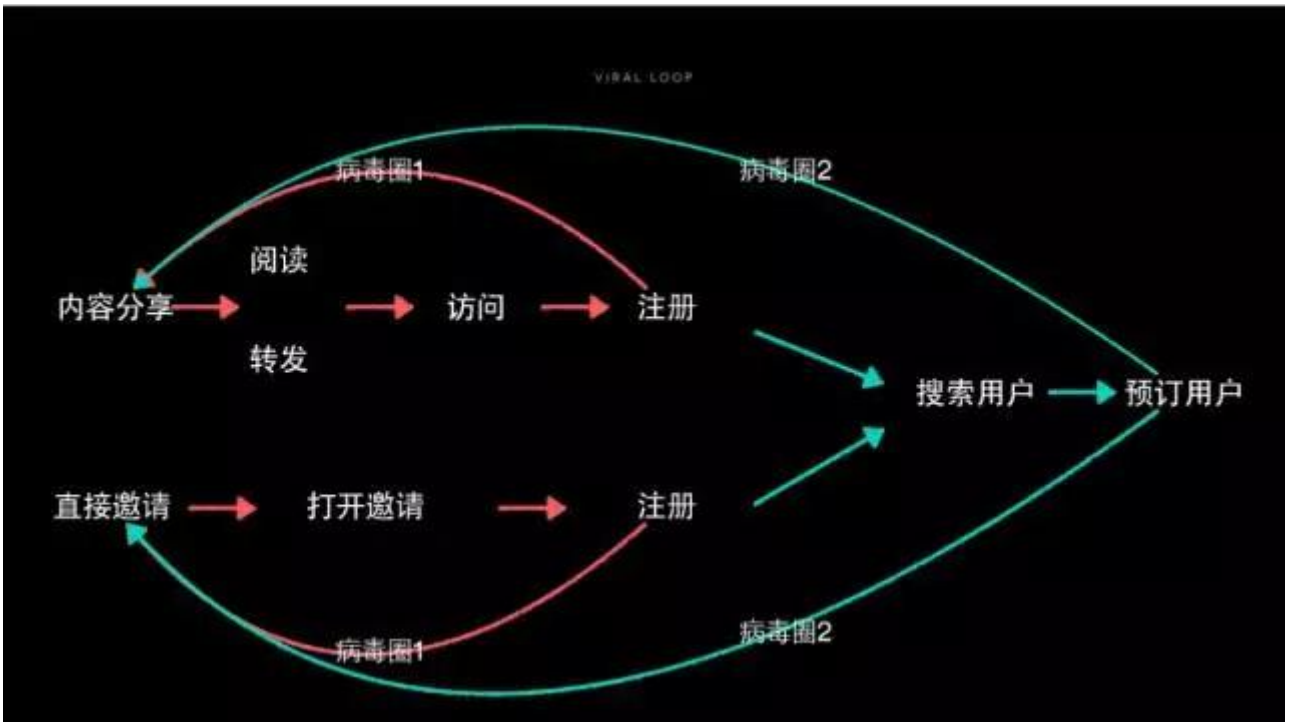 VIRAL LOOP
病毒圈1
病毒圈2
阅读
内容分享
访问
注册
转发
搜索用户
预订用户
直接邀请
打开邀请
注册
病毒圈1
病毒圈2